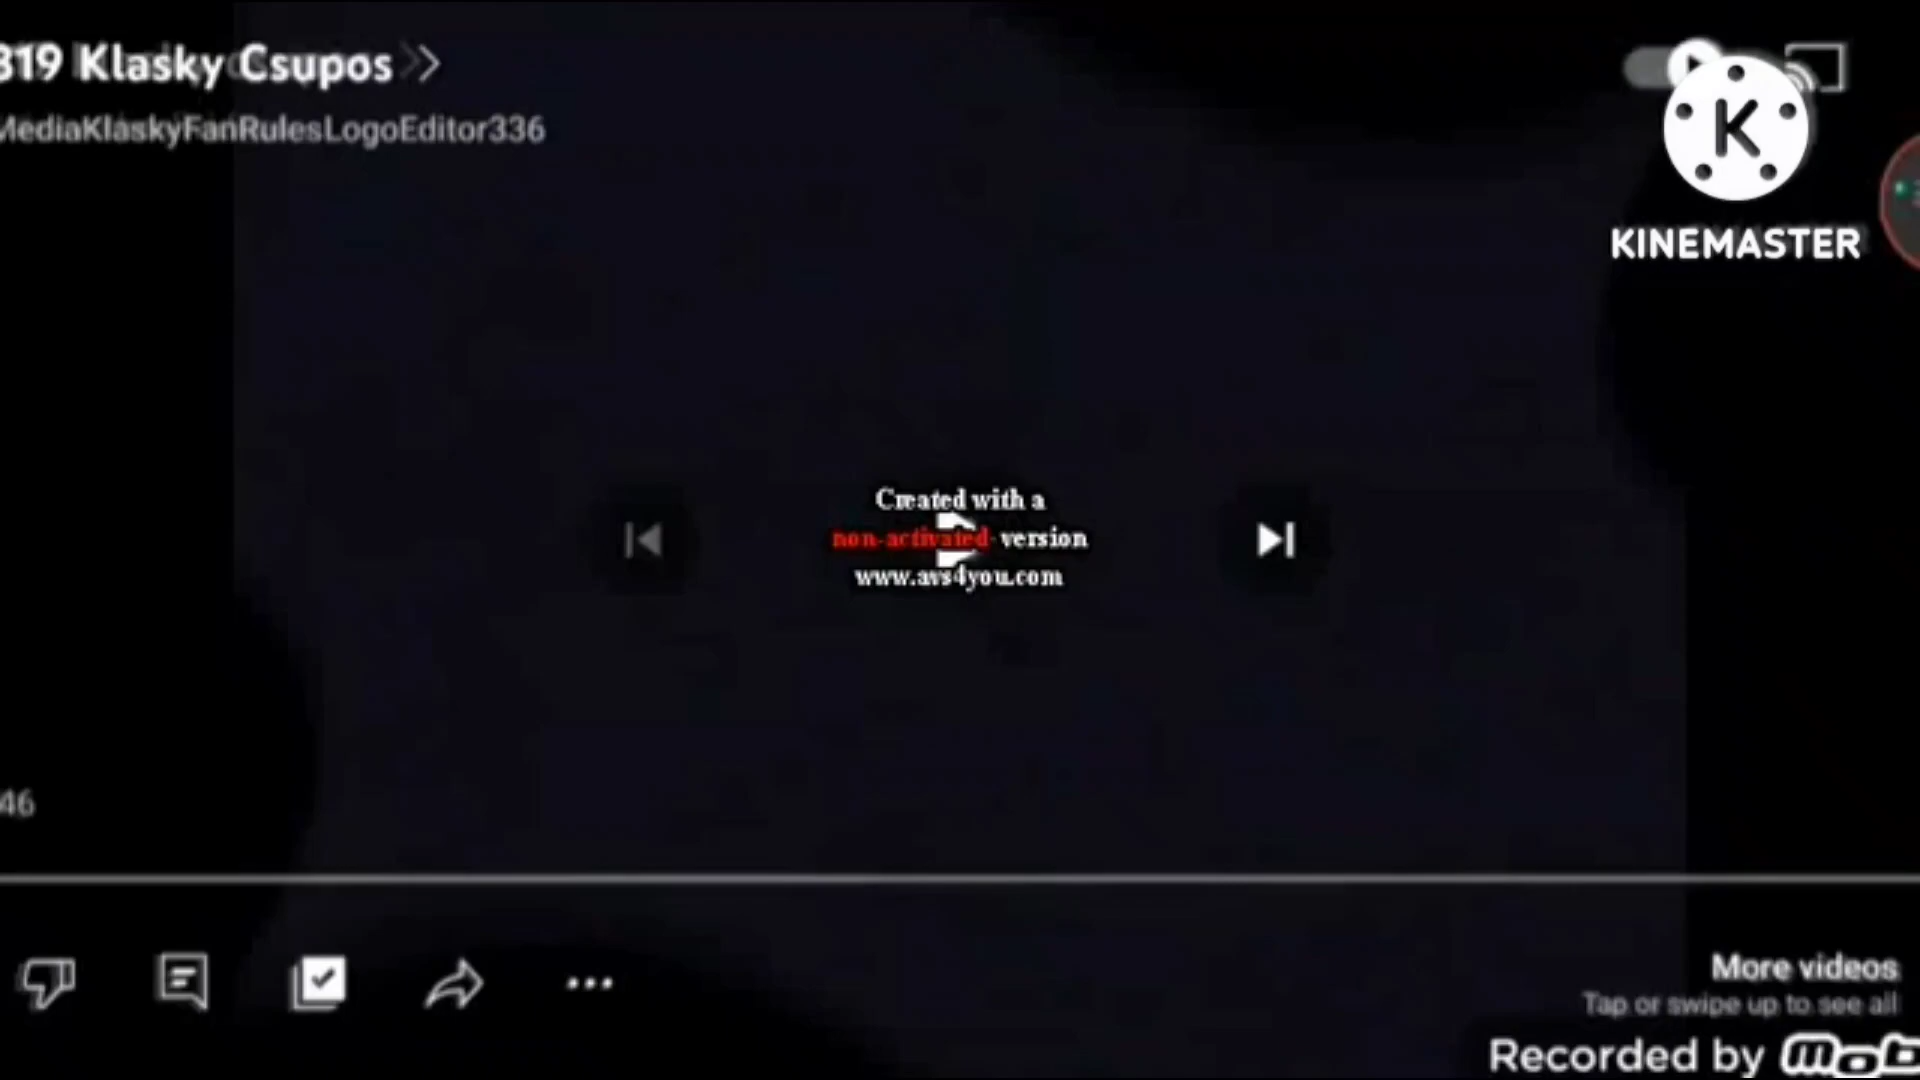 319 Klasky Csupos
MediaKlaskyFanRulesLogoEditor336
K
KINEMASTER
Created with a
non-activated version
www.avs4you.com
46
More videos
Tap or swipe up to see all
Recorded by mob